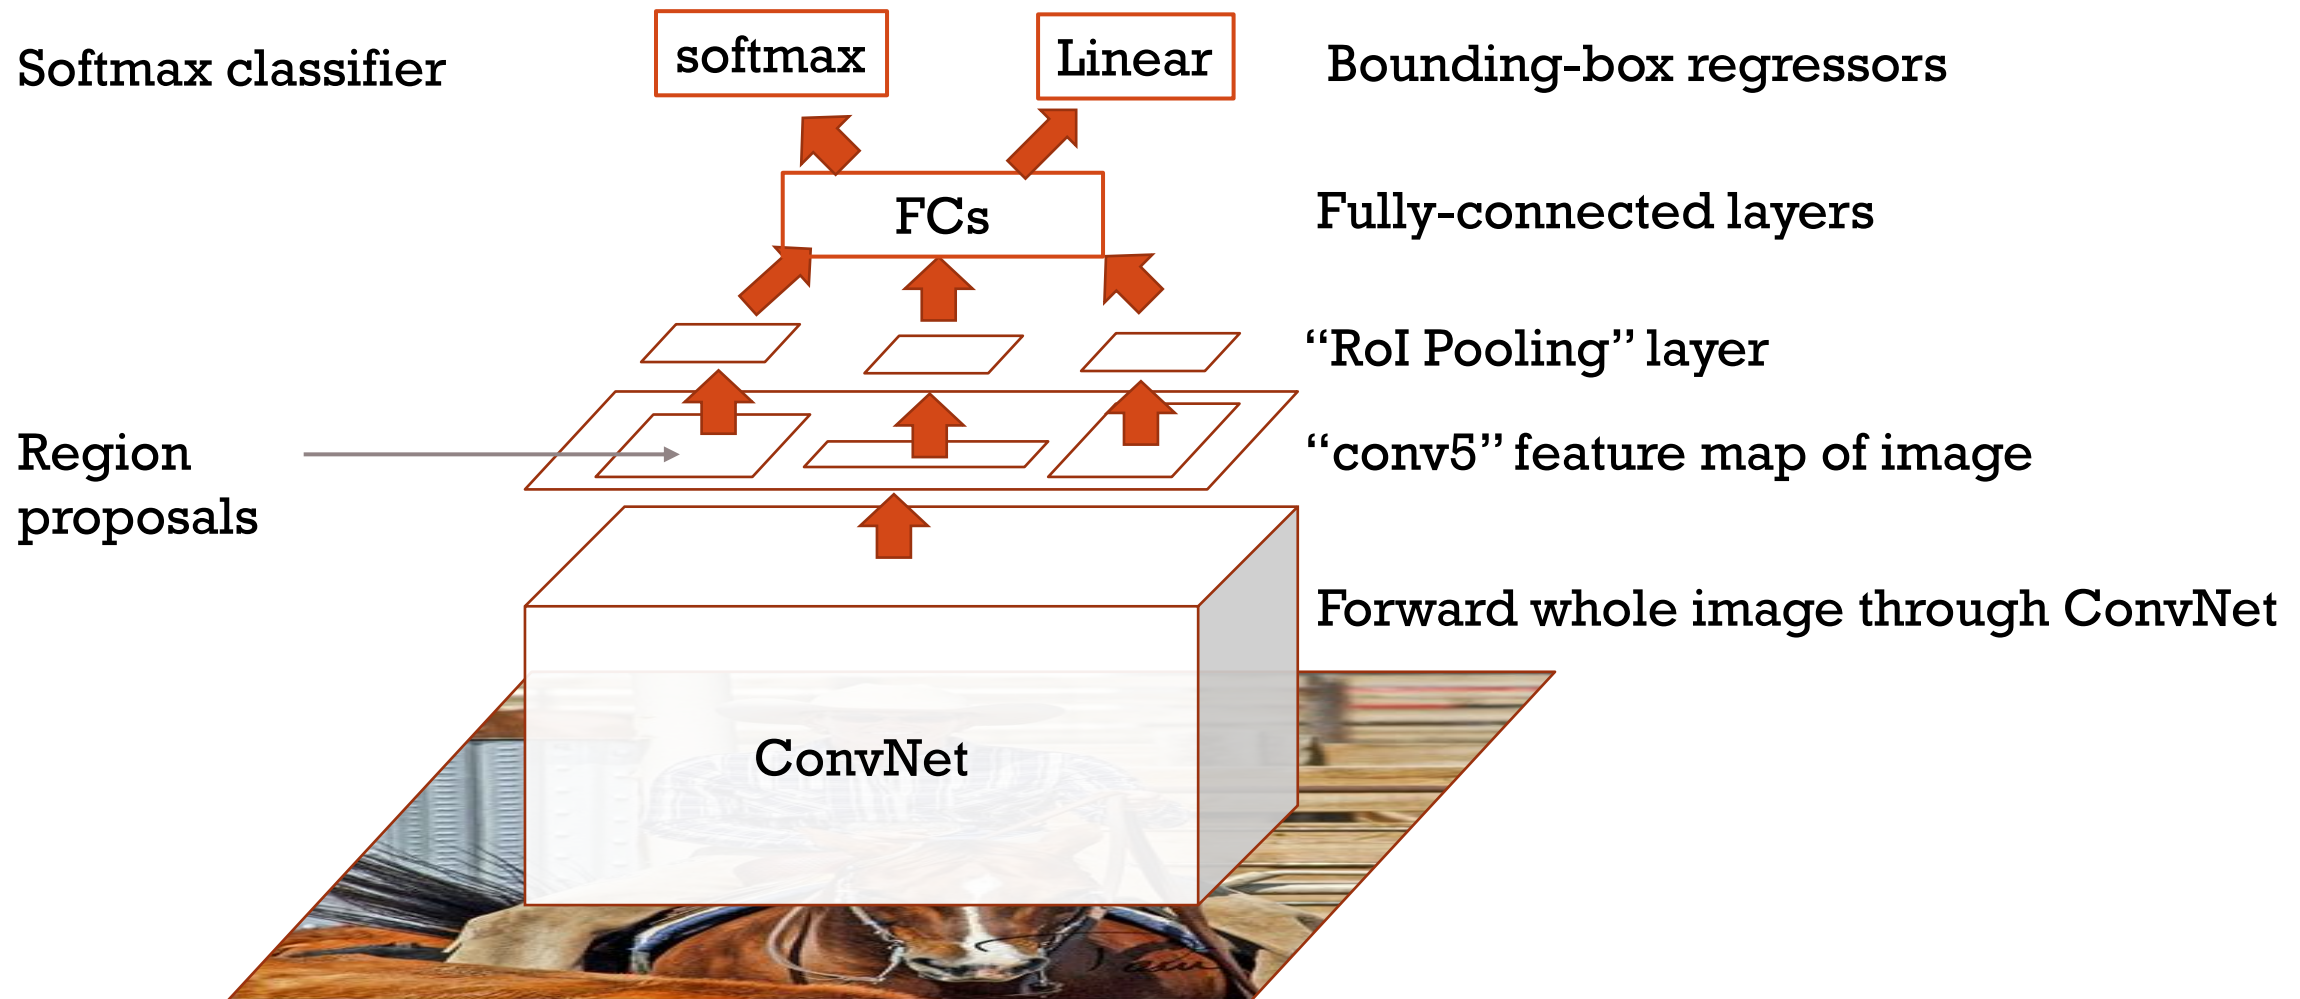 Softmax classifier
softmax
Linear
Bounding-box regressors
FCs
Fully-connected layers
“RoI Pooling” layer
Region
proposals
“conv5” feature map of image
Forward whole image through ConvNet
ConvNet